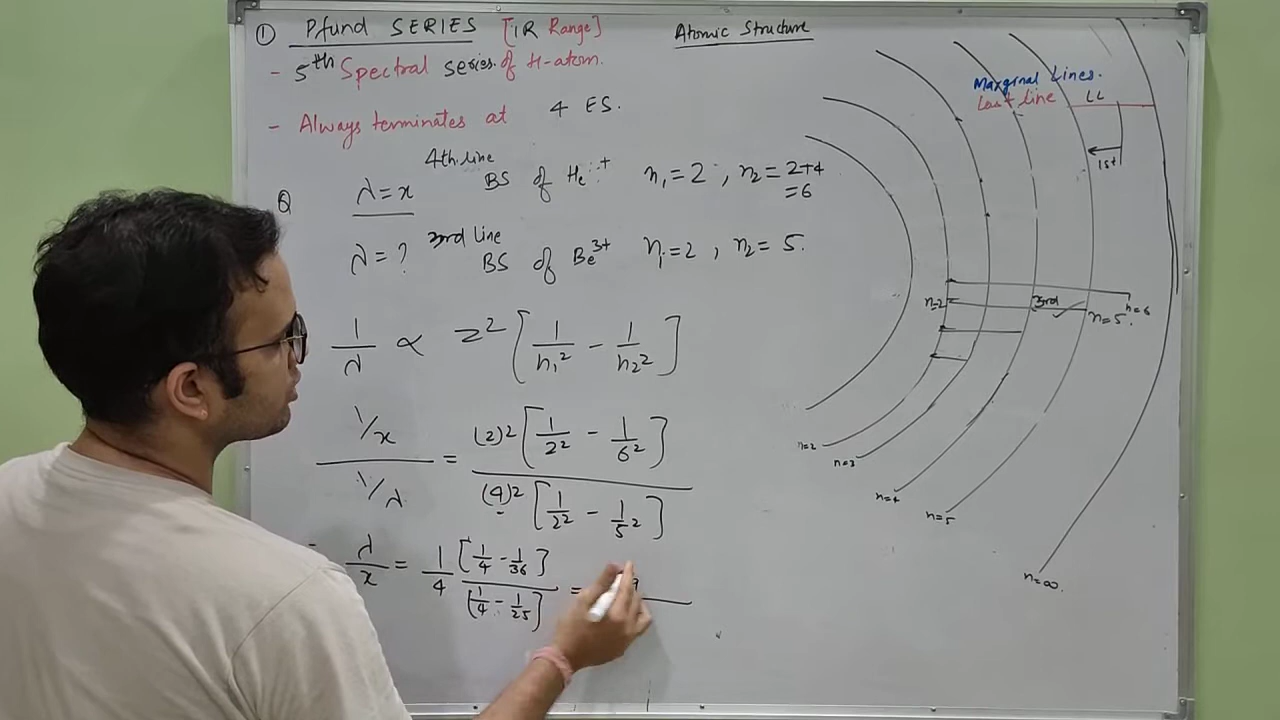 ① Pfund SERIES [IR Range]
Atomic Structure
- 5th Spectral series of H-atom.
- Always terminates at 4 ES.
Q λ = x 4th line BS of He+ n₁ = 2, n₂ = 2+4
= 6
λ = ? 3rd line BS of Be³⁺ n₁ = 2, n₂ = 5.
1/λ ∝ Z² [1/n₁² - 1/n₂²]
(1/x)/(1/λ) = (2)² [1/2² - 1/6²] / (4)² [1/2² - 1/5²]
λ/x = 1/4 [1/4 - 1/36] / [1/4 - 1/25] =
Marginal Lines.
Last line LL
1st
n=2 3rd n=5. n=6
n=2
n=3
n=4
n=5
n=∞.